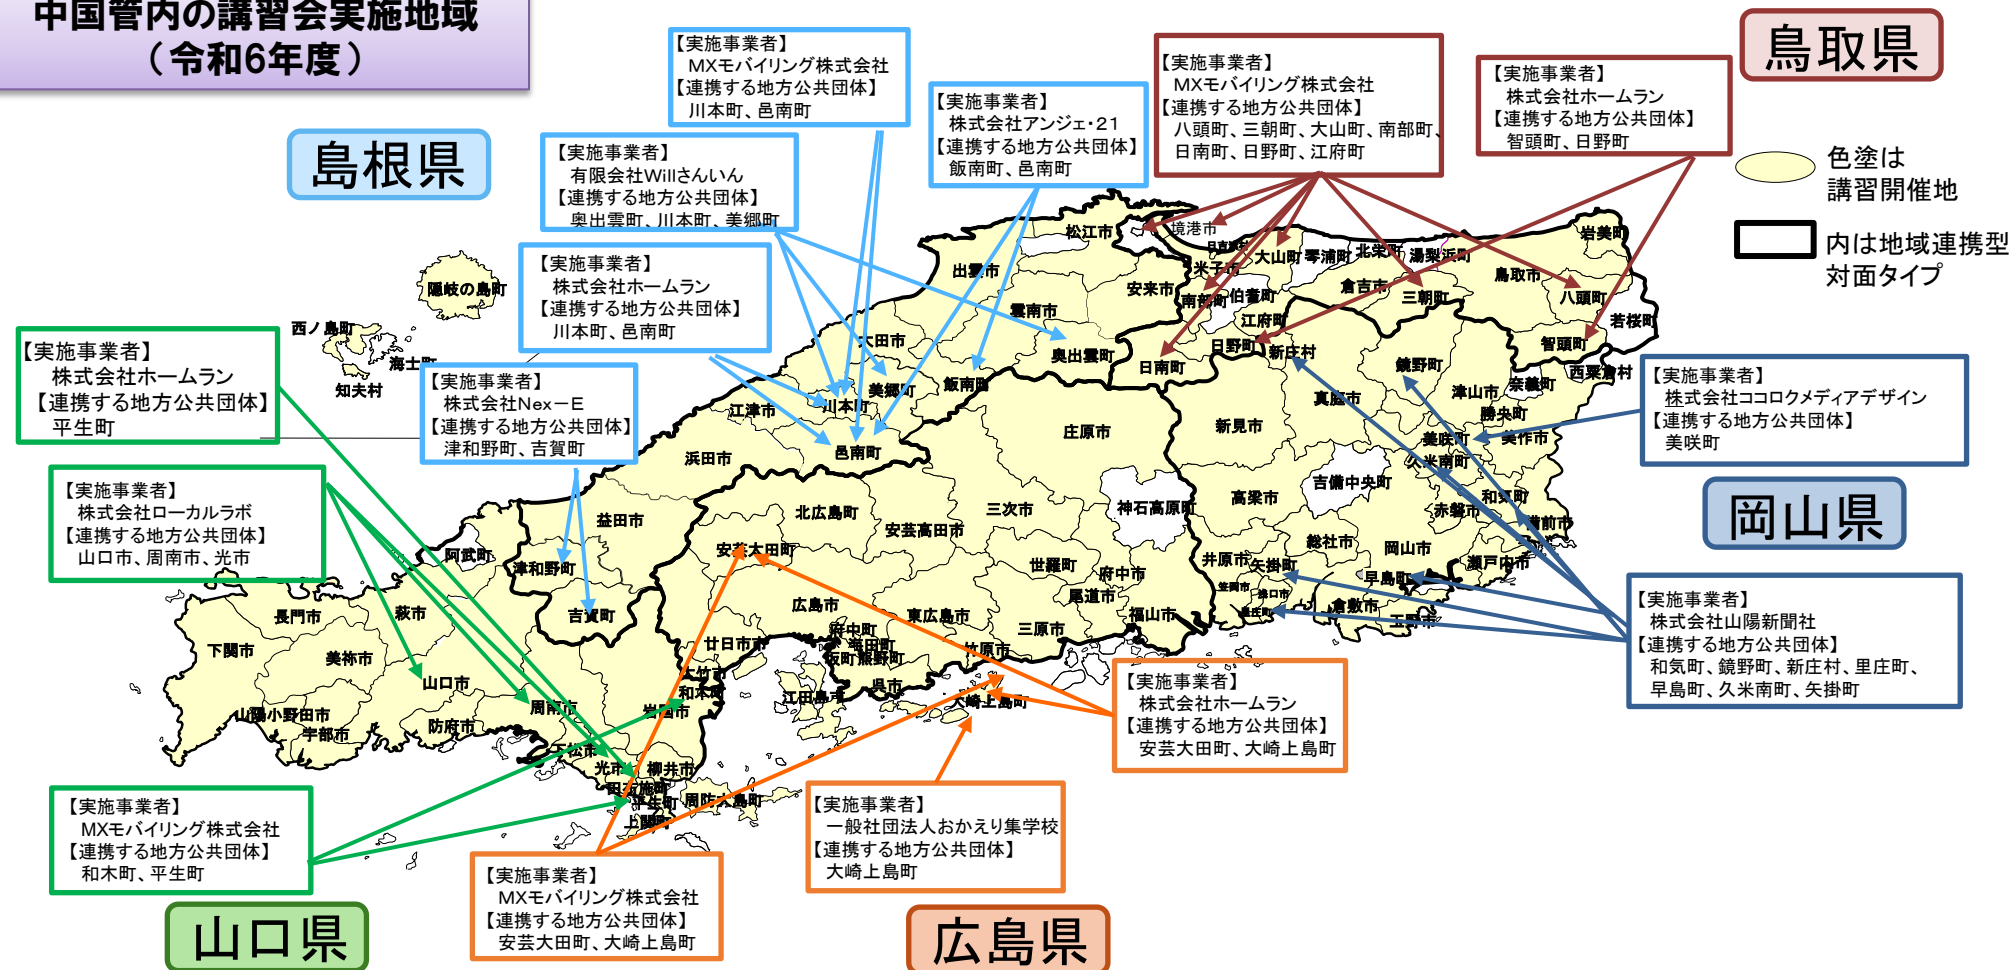 中国管内の講習会実施地域
（令和6年度）
鳥取県
色塗は
講習開催地
内は地域連携型
対面タイプ
島根県
【実施事業者】
MXモバイリング株式会社
【連携する地方公共団体】
川本町、邑南町
【実施事業者】
有限会社Willさんいん
【連携する地方公共団体】
奥出雲町、川本町、美郷町
【実施事業者】
株式会社アンジェ・21
【連携する地方公共団体】
飯南町、邑南町
【実施事業者】
MXモバイリング株式会社
【連携する地方公共団体】
八頭町、三朝町、大山町、南部町、
日南町、日野町、江府町
【実施事業者】
株式会社ホームラン
【連携する地方公共団体】
智頭町、日野町
【実施事業者】
株式会社ホームラン
【連携する地方公共団体】
川本町、邑南町
【実施事業者】
株式会社Nex－E
【連携する地方公共団体】
津和野町、吉賀町
【実施事業者】
株式会社ホームラン
【連携する地方公共団体】
平生町
【実施事業者】
株式会社ローカルラボ
【連携する地方公共団体】
山口市、周南市、光市
【実施事業者】
MXモバイリング株式会社
【連携する地方公共団体】
和木町、平生町
山口県
【実施事業者】
MXモバイリング株式会社
【連携する地方公共団体】
安芸太田町、大崎上島町
【実施事業者】
一般社団法人おかえり集学校
【連携する地方公共団体】
大崎上島町
【実施事業者】
株式会社ホームラン
【連携する地方公共団体】
安芸太田町、大崎上島町
広島県
【実施事業者】
株式会社ココロクメディアデザイン
【連携する地方公共団体】
美咲町
岡山県
【実施事業者】
株式会社山陽新聞社
【連携する地方公共団体】
和気町、鏡野町、新庄村、里庄町、
早島町、久米南町、矢掛町
隠岐の島町
西ノ島町
海士町
知夫村
松江市
出雲市
安来市
雲南市
大田市
奥出雲町
飯南町
美郷町
川本町
江津市
邑南町
浜田市
益田市
津和野町
吉賀町
境港市
日吉津村
米子市
大山町
琴浦町
北栄町
湯梨浜町
岩美町
鳥取市
倉吉市
三朝町
八頭町
若桜町
智頭町
南部町
伯耆町
江府町
日野町
日南町
新庄村
鏡野町
西粟倉村
奈義町
津山市
勝央町
真庭市
美咲町
美作市
久米南町
新見市
吉備中央町
高梁市
和気町
赤磐市
備前市
総社市
岡山市
瀬戸内市
井原市
矢掛町
早島町
笠岡市
浅口市
里庄町
倉敷市
玉野市
庄原市
神石高原町
三次市
北広島町
安芸高田市
安芸太田町
世羅町
府中市
尾道市
福山市
広島市
東広島市
三原市
府中町
海田町
坂町
熊野町
竹原市
廿日市市
大竹市
呉市
江田島市
大崎上島町
阿武町
萩市
長門市
下関市
美祢市
山口市
山陽小野田市
宇部市
防府市
周南市
岩国市
和木町
下松市
光市
柳井市
田布施町
平生町
周防大島町
上関町